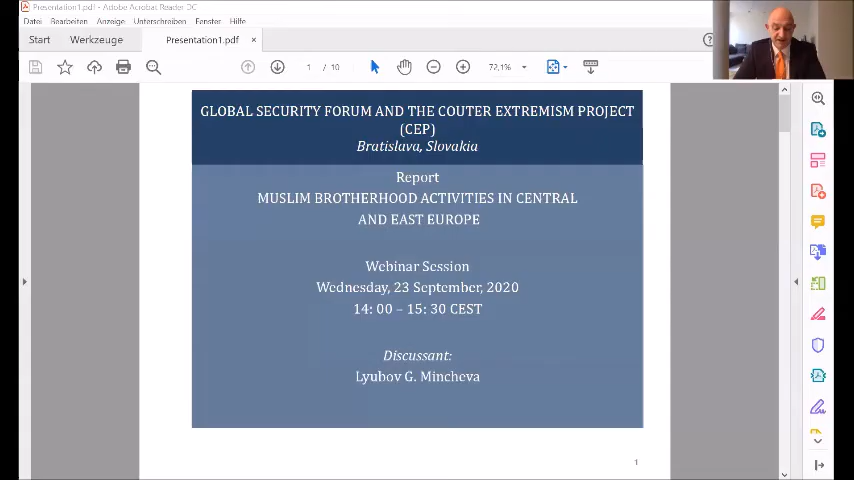 Presentation1.pdf - Adobe Acrobat Reader DC
Datei Bearbeiten Anzeige Unterschreiben Fenster Hilfe
Start Werkzeuge Presentation1.pdf ×
1 / 10 72,1%
GLOBAL SECURITY FORUM AND THE COUTER EXTREMISM PROJECT
(CEP)
Bratislava, Slovakia
Report
MUSLIM BROTHERHOOD ACTIVITIES IN CENTRAL
AND EAST EUROPE
Webinar Session
Wednesday, 23 September, 2020
14: 00 – 15: 30 CEST
Discussant:
Lyubov G. Mincheva
1